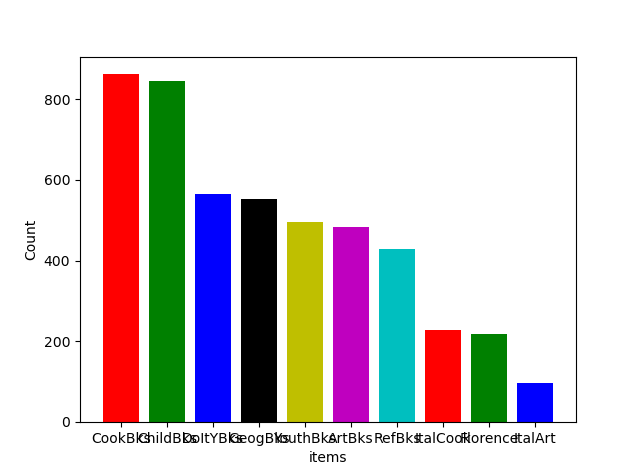 800
600
400
200
0
Count
CookBks ChildBks DoItYBks GeogBks YouthBks ArtBks RefBks ItalCook Florence ItalArt
items